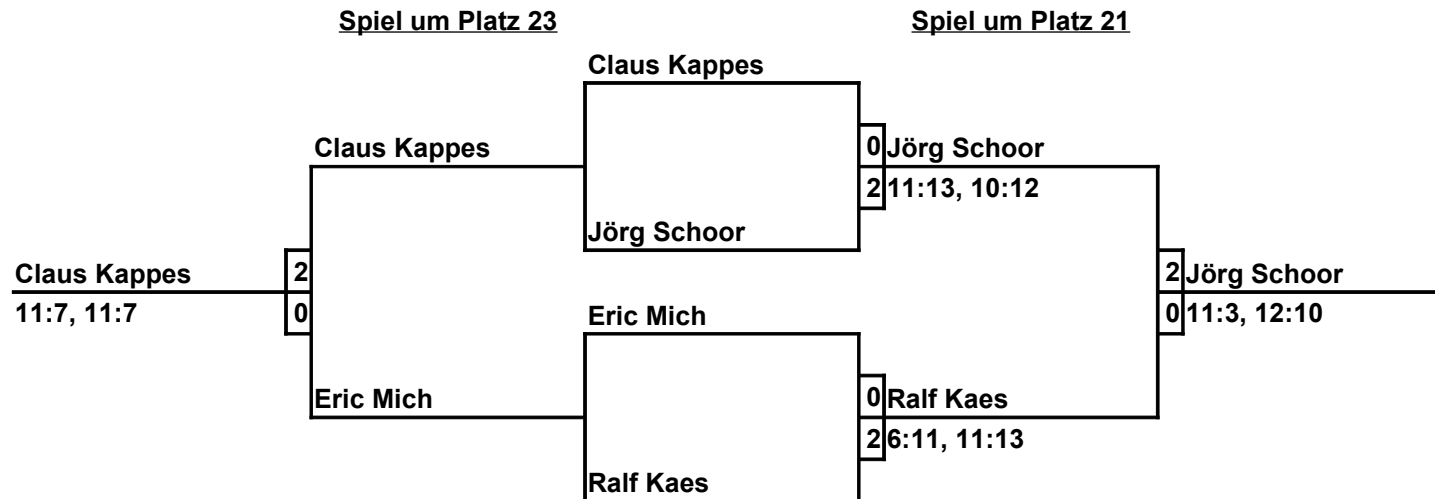 Spiel um Platz 23 Spiel um Platz 21
Claus Kappes
Claus Kappes 0 Jörg Schoor
2 11:13, 10:12
Jörg Schoor
Claus Kappes 2 2 Jörg Schoor
11:7, 11:7 0 0 11:3, 12:10
Eric Mich
Eric Mich 0 Ralf Kaes
2 6:11, 11:13
Ralf Kaes